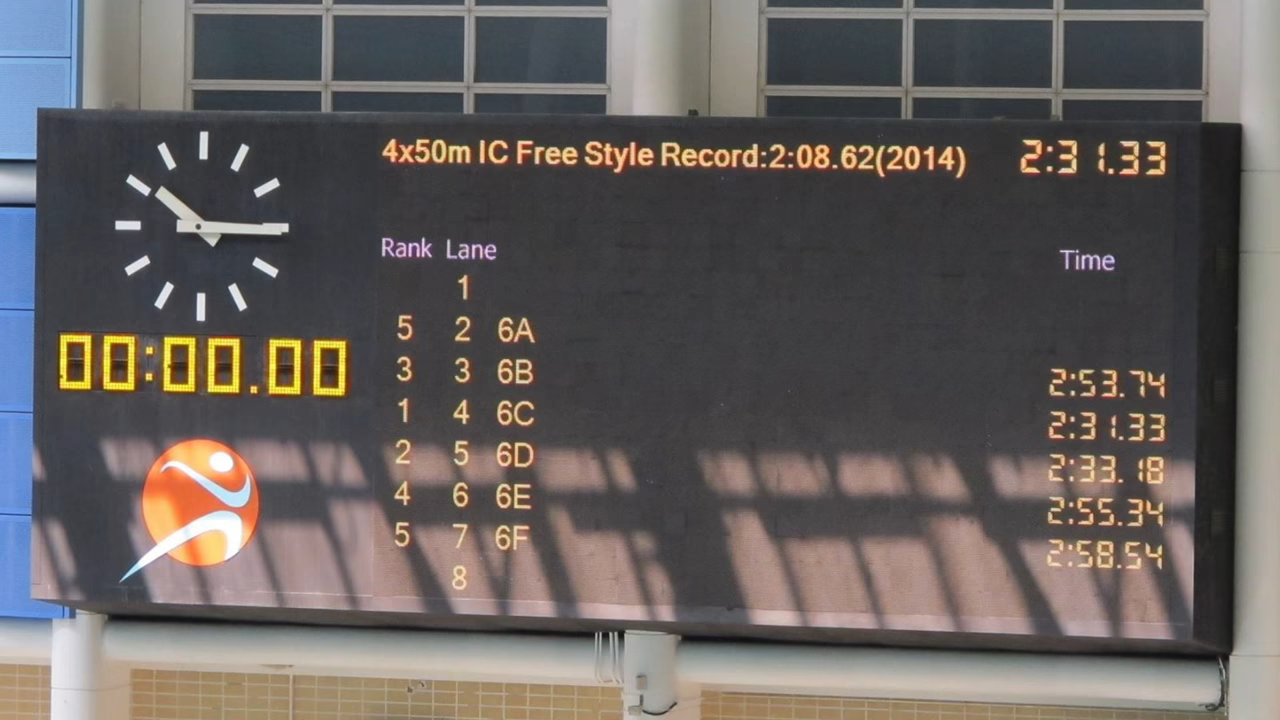 4x50m IC Free Style Record:2:08.62(2014) 2:31.33
Rank Lane Time
1
5 2 6A
3 3 6B 2:53.74
1 4 6C 2:31.33
2 5 6D 2:33.18
4 6 6E 2:55.34
5 7 6F 2:58.54
8
00:00.00